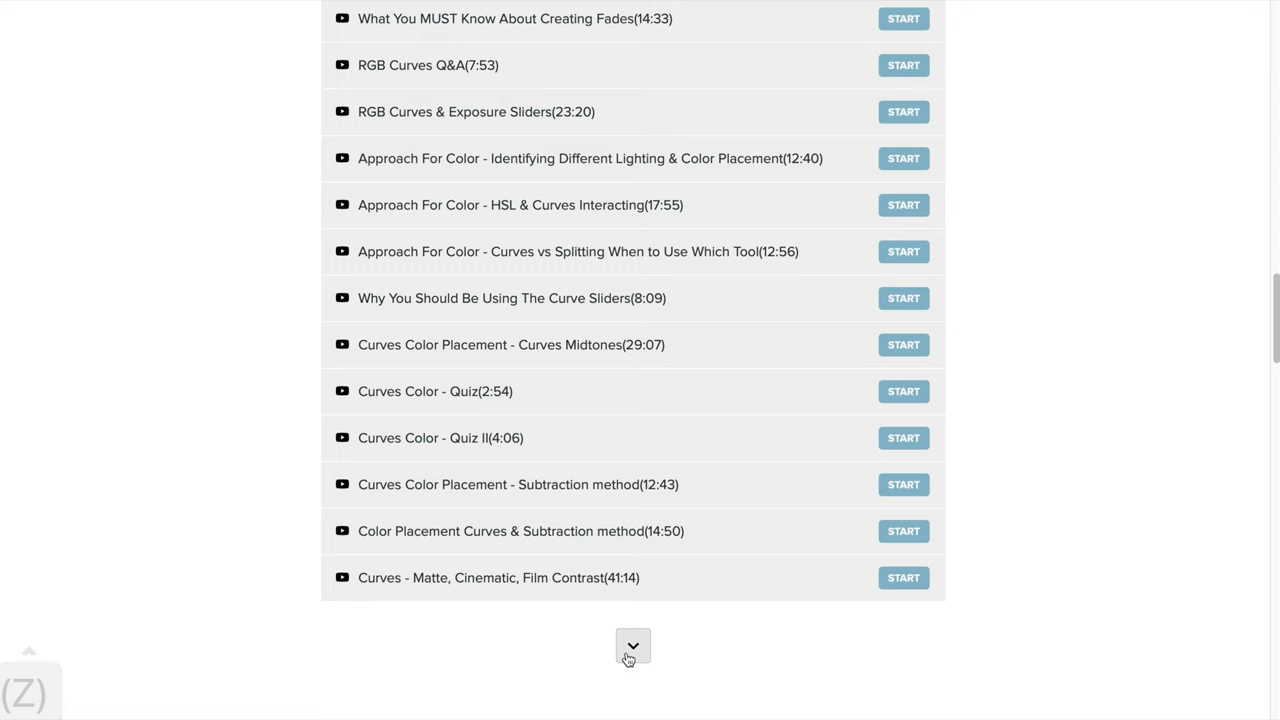 What You MUST Know About Creating Fades(14:33) START
RGB Curves Q&A(7:53) START
RGB Curves & Exposure Sliders(23:20) START
Approach For Color - Identifying Different Lighting & Color Placement(12:40) START
Approach For Color - HSL & Curves Interacting(17:55) START
Approach For Color - Curves vs Splitting When to Use Which Tool(12:56) START
Why You Should Be Using The Curve Sliders(8:09) START
Curves Color Placement - Curves Midtones(29:07) START
Curves Color - Quiz(2:54) START
Curves Color - Quiz II(4:06) START
Curves Color Placement - Subtraction method(12:43) START
Color Placement Curves & Subtraction method(14:50) START
Curves - Matte, Cinematic, Film Contrast(41:14) START
(Z)